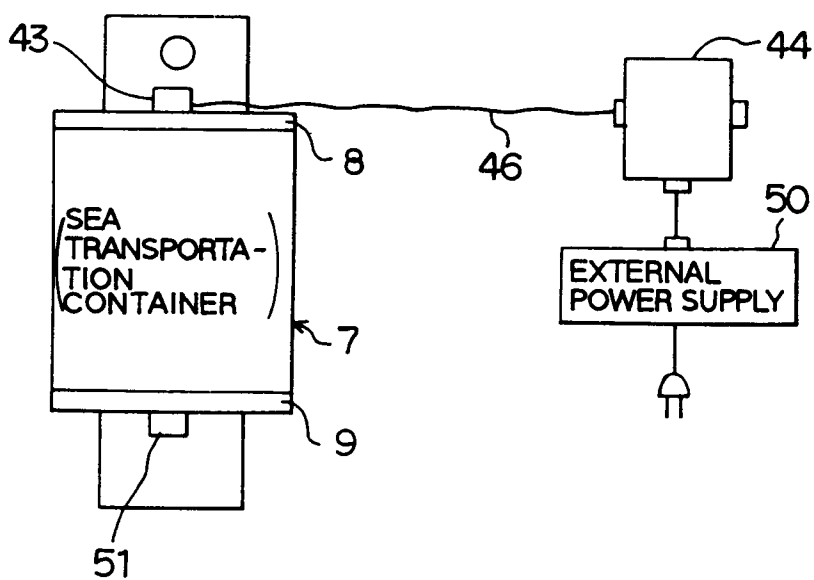 43
44
8
46
50
(SEA
TRANSPORTA-
TION
CONTAINER)
EXTERNAL
POWER SUPPLY
7
9
51